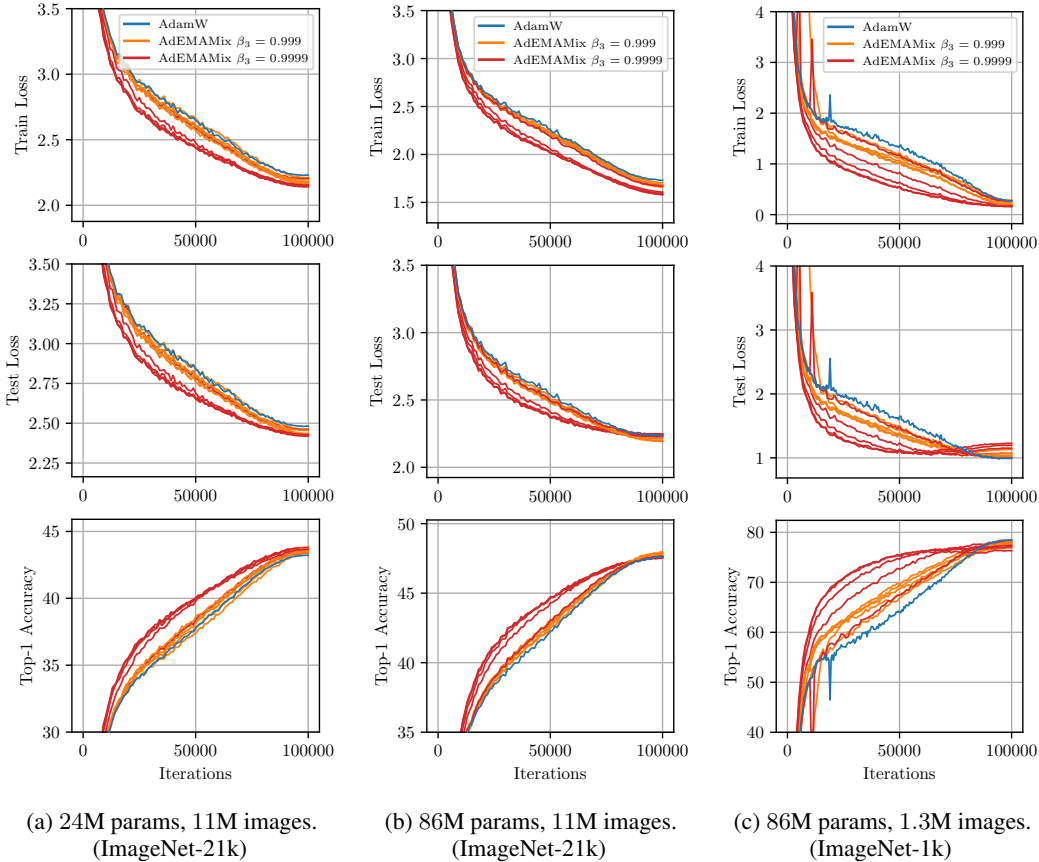 3.5
3.0
2.5
2.0
Train Loss
AdamW
AdEMAMix β₃ = 0.999
AdEMAMix β₃ = 0.9999
0 50000 100000
3.5
3.0
2.5
2.0
1.5
Train Loss
AdamW
AdEMAMix β₃ = 0.999
AdEMAMix β₃ = 0.9999
0 50000 100000
4
3
2
1
0
Train Loss
AdamW
AdEMAMix β₃ = 0.999
AdEMAMix β₃ = 0.9999
0 50000 100000
3.50
3.25
3.00
2.75
2.50
2.25
Test Loss
0 50000 100000
3.5
3.0
2.5
2.0
Test Loss
0 50000 100000
4
3
2
1
Test Loss
0 50000 100000
45
40
35
30
Top-1 Accuracy
0 50000 100000
Iterations
50
45
40
35
Top-1 Accuracy
0 50000 100000
Iterations
80
70
60
50
40
Top-1 Accuracy
0 50000 100000
Iterations
(a) 24M params, 11M images.
(ImageNet-21k)
(b) 86M params, 11M images.
(ImageNet-21k)
(c) 86M params, 1.3M images.
(ImageNet-1k)